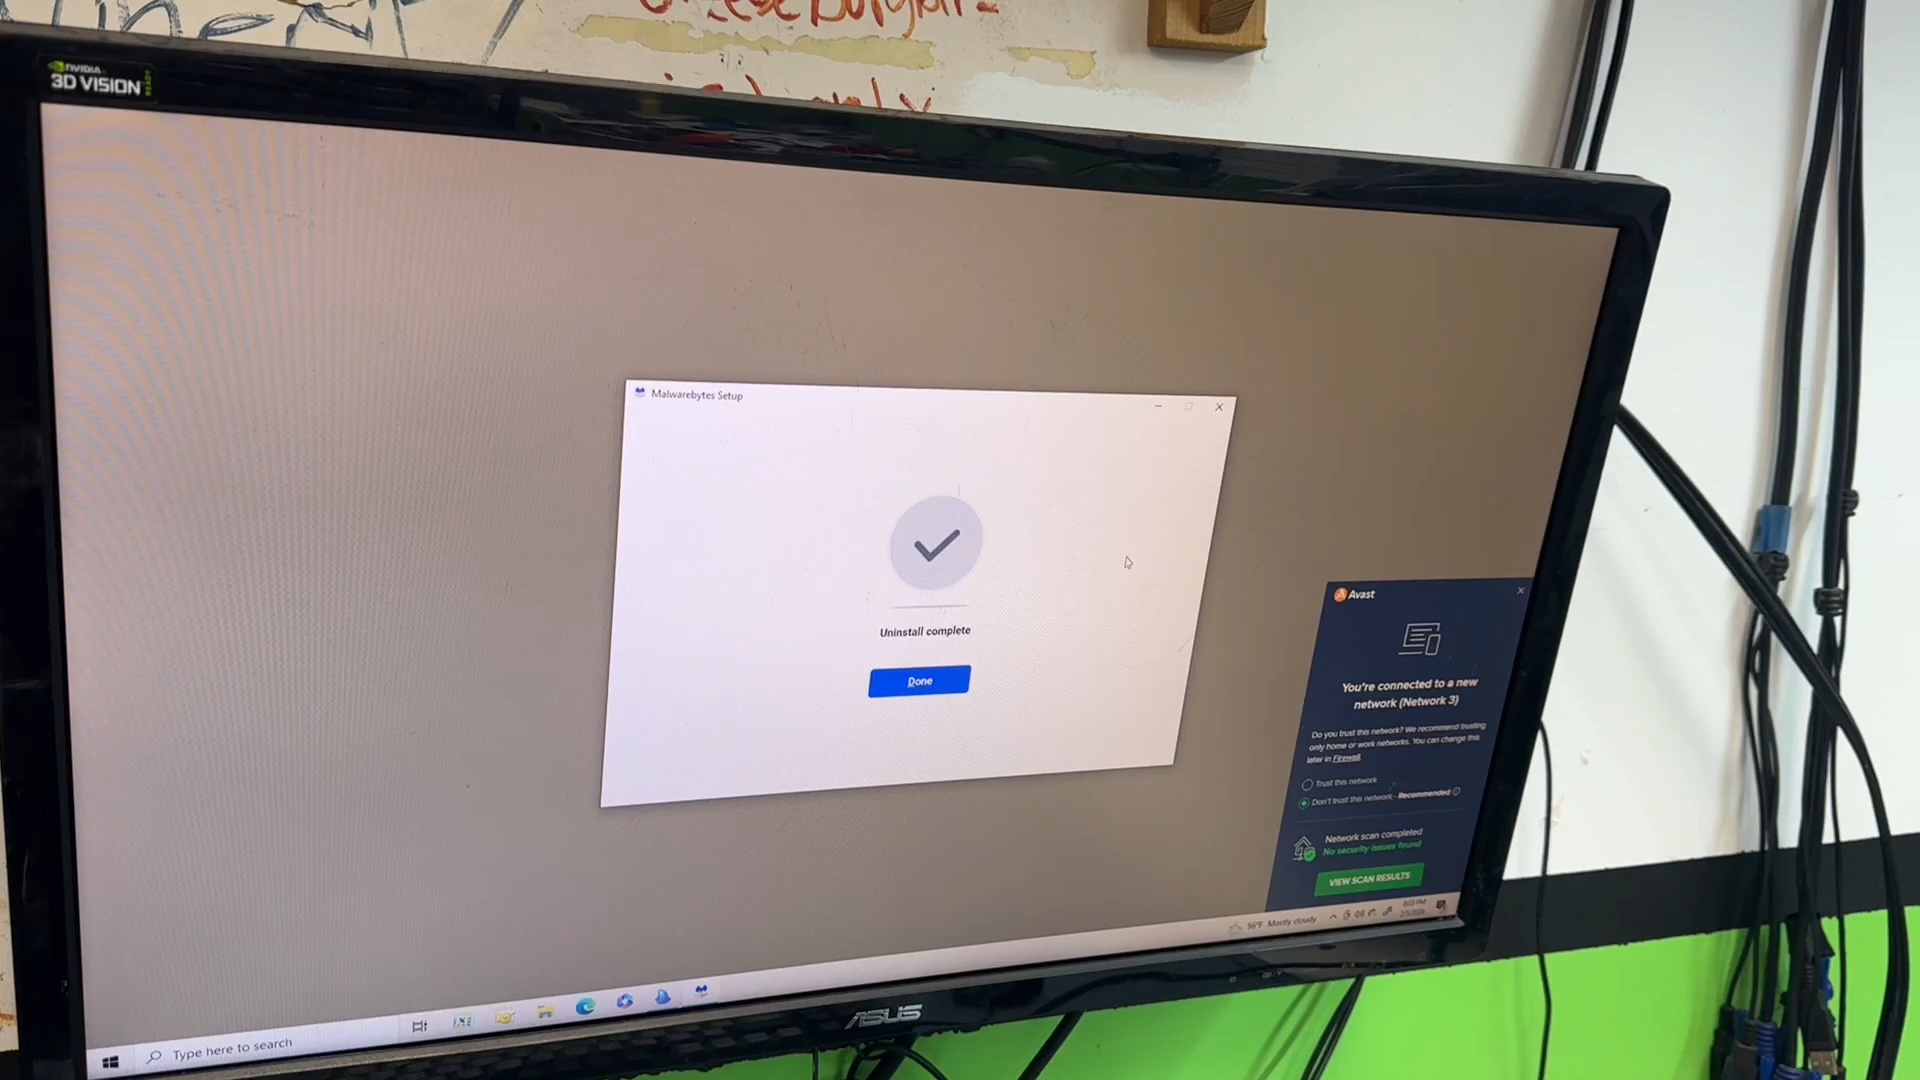 NVIDIA
3D VISION
READY
Malwarebytes Setup
Uninstall complete
Done
Avast
You're connected to a new
network (Network 3)
Do you trust this network? We recommend trusting
only home or work networks. You can change this
later in Firewall.
Trust this network
Don't trust this network - Recommended
Network scan completed
No security issues found
VIEW SCAN RESULTS
56°F Mostly cloudy
Type here to search
ASUS